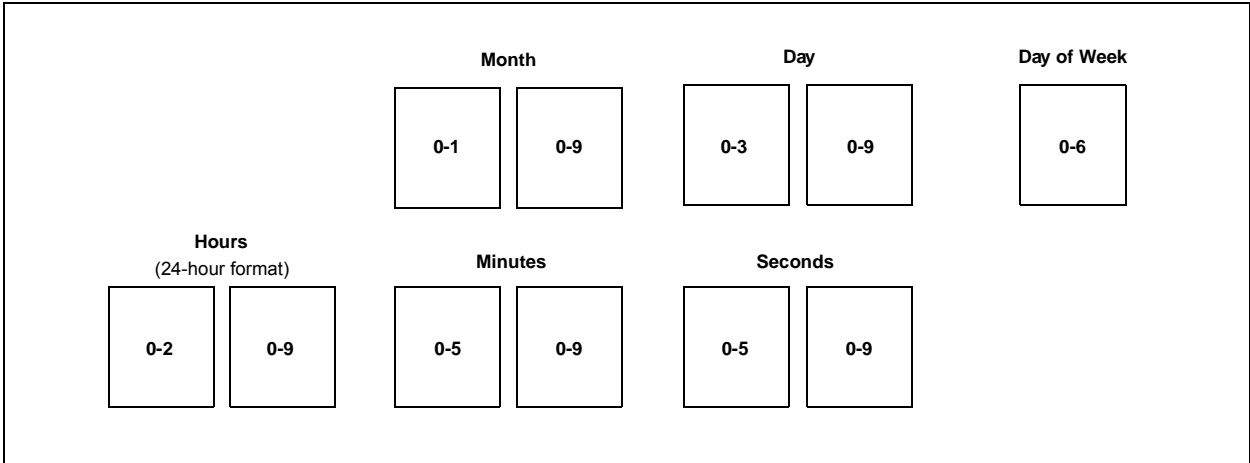 Month Day Day of Week
0-1 0-9 0-3 0-9 0-6
Hours
(24-hour format) Minutes Seconds
0-2 0-9 0-5 0-9 0-5 0-9